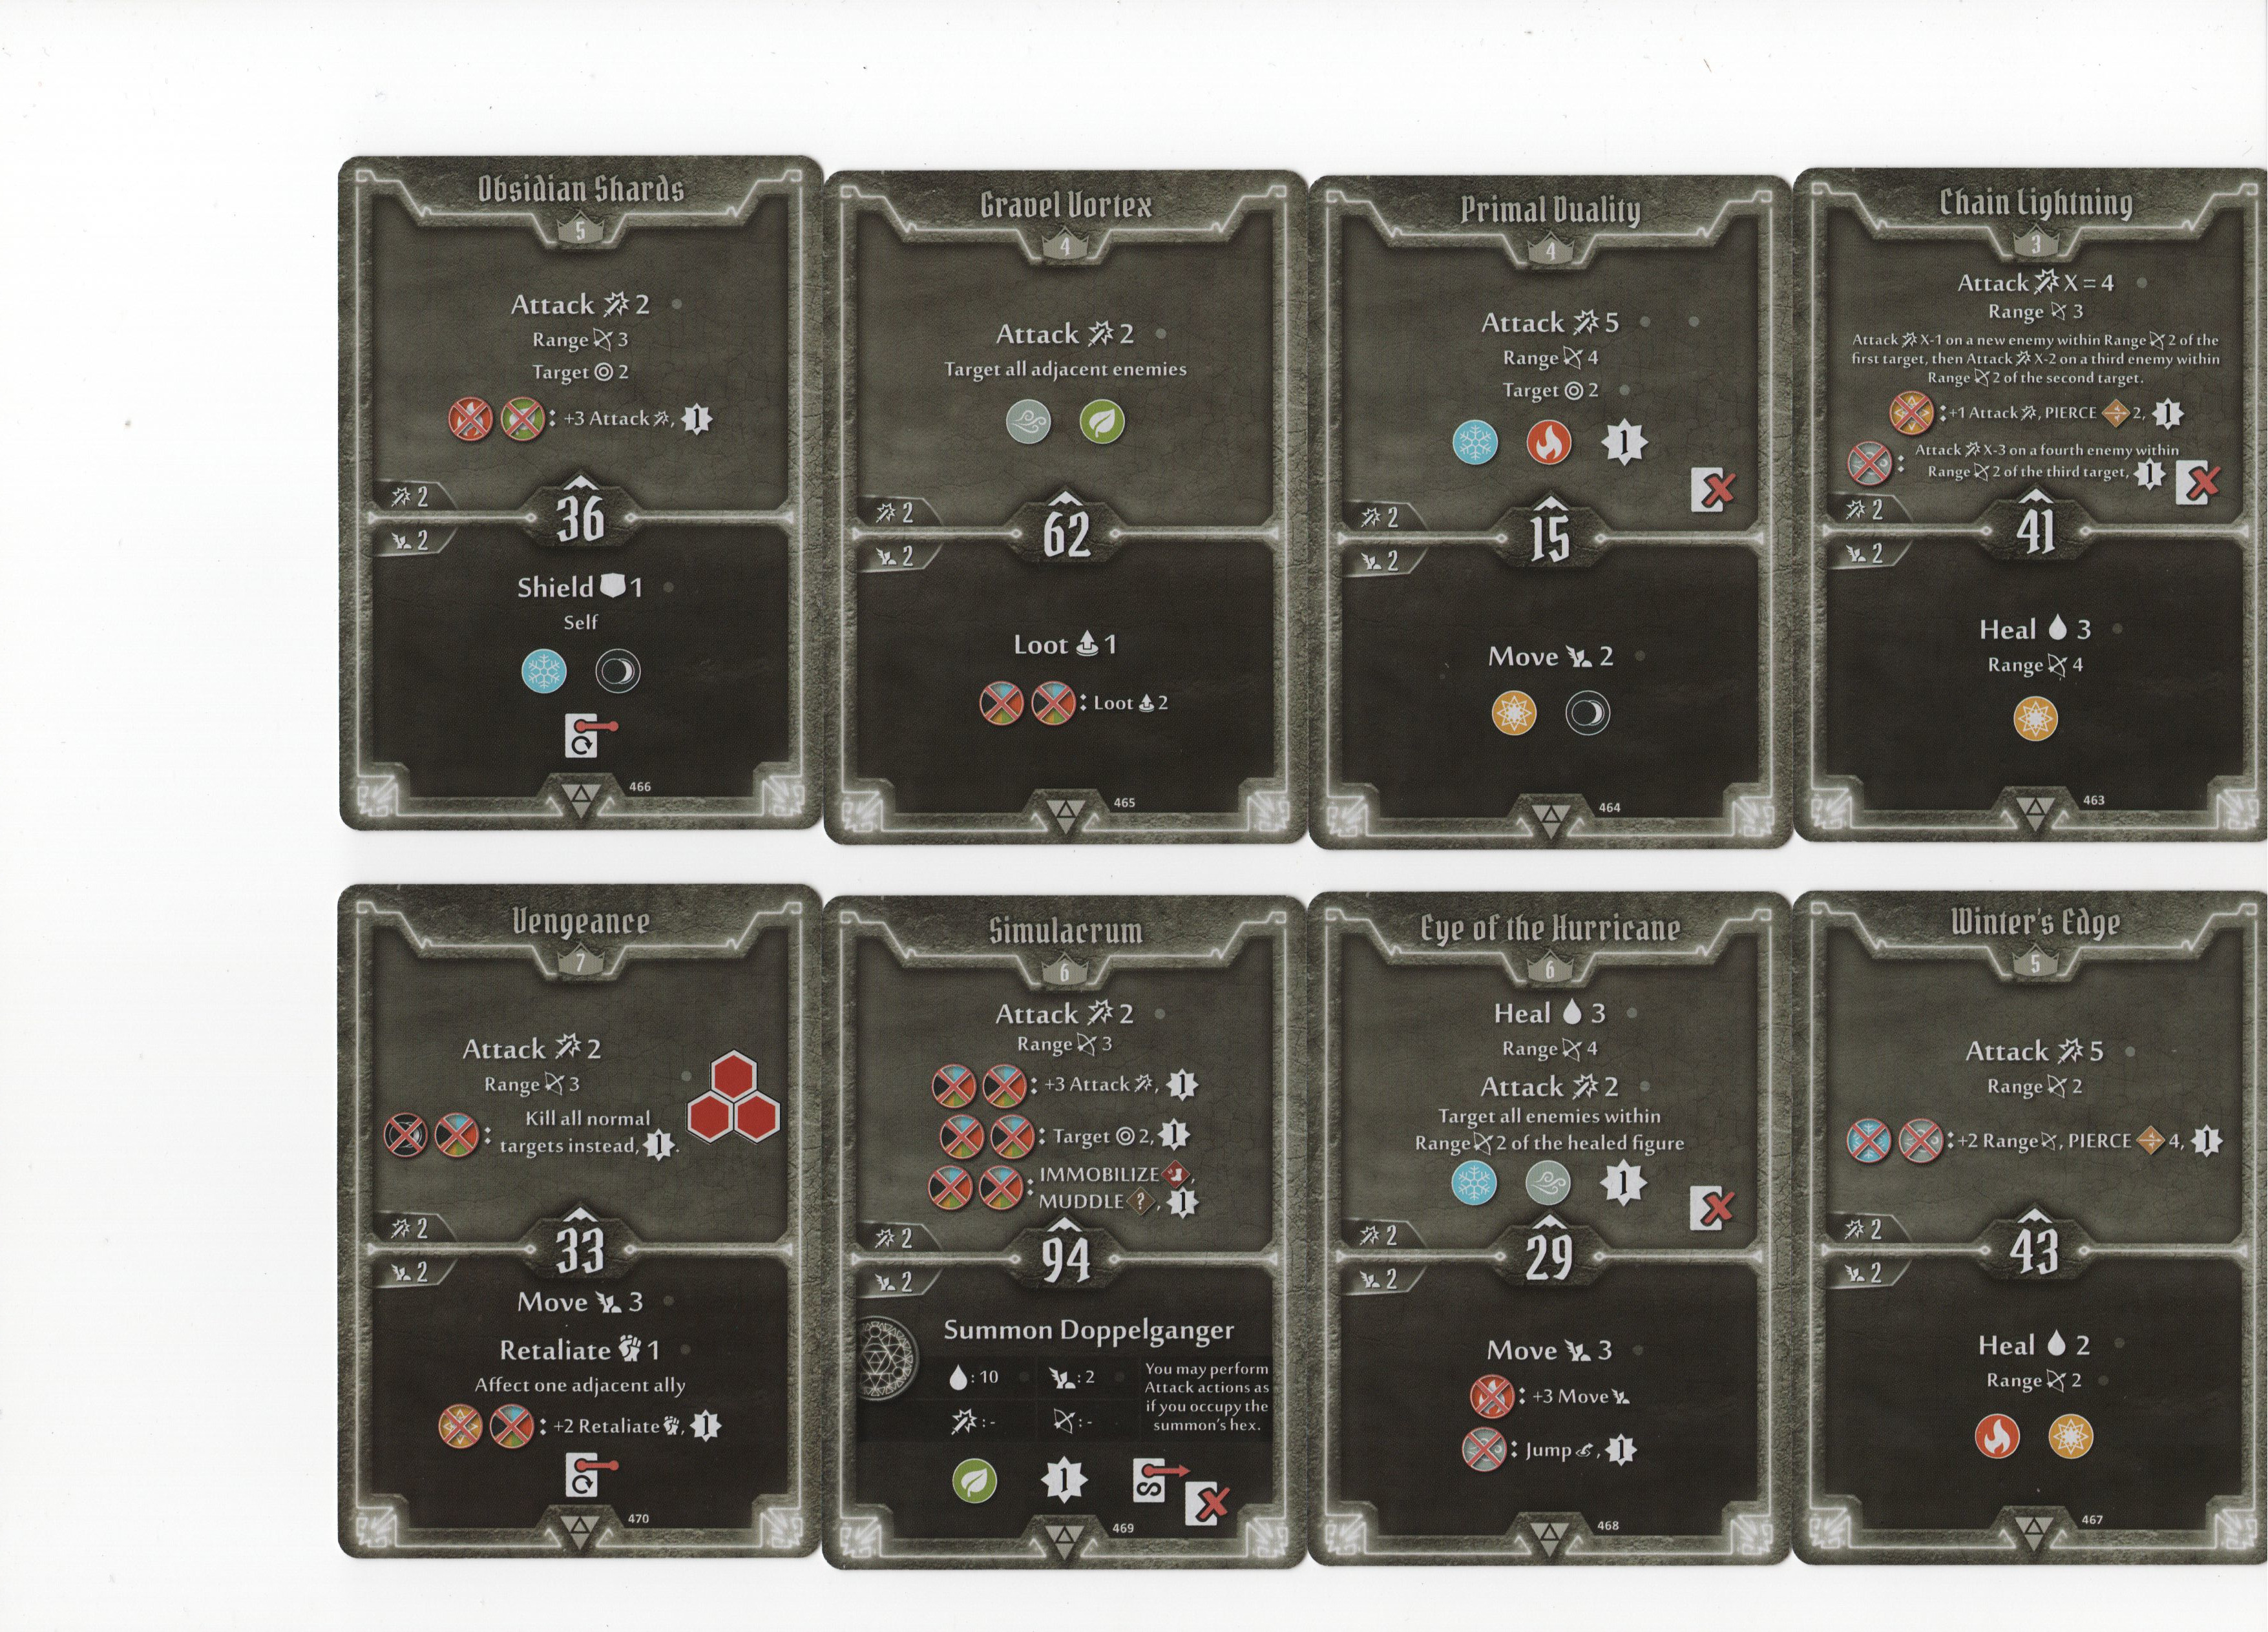 Obsidian Shards
5
Attack 2
Range 3
Target 2
: +3 Attack , 1
2
36
2
Shield 1
Self
466
Gravel Vortex
4
Attack 2
Target all adjacent enemies
2
62
2
Loot 1
: Loot 2
465
Primal Duality
4
Attack 5
Range 4
Target 2
1
2
15
2
Move 2
464
Chain Lightning
3
Attack X = 4
Range 3
Attack X-1 on a new enemy within Range 2 of the
first target, then Attack X-2 on a third enemy within
Range 2 of the second target.
: +1 Attack , PIERCE 2, 1
: Attack X-3 on a fourth enemy within
Range 2 of the third target, 1
2
41
2
Heal 3
Range 4
463
Vengeance
7
Attack 2
Range 3
: Kill all normal
targets instead, 1 .
2
33
2
Move 3
Retaliate 1
Affect one adjacent ally
: +2 Retaliate , 1
470
Simulacrum
6
Attack 2
Range 3
: +3 Attack , 1
: Target 2, 1
: IMMOBILIZE ,
MUDDLE ? , 1
2
94
2
Summon Doppelganger
: 10
: 2
: -
: -
You may perform
Attack actions as
if you occupy the
summon's hex.
1
S
469
Eye of the Hurricane
6
Heal 3
Range 4
Attack 2
Target all enemies within
Range 2 of the healed figure
1
2
29
2
Move 3
: +3 Move
: Jump , 1
468
Winter's Edge
5
Attack 5
Range 2
: +2 Range , PIERCE 4, 1
2
43
2
Heal 2
Range 2
467